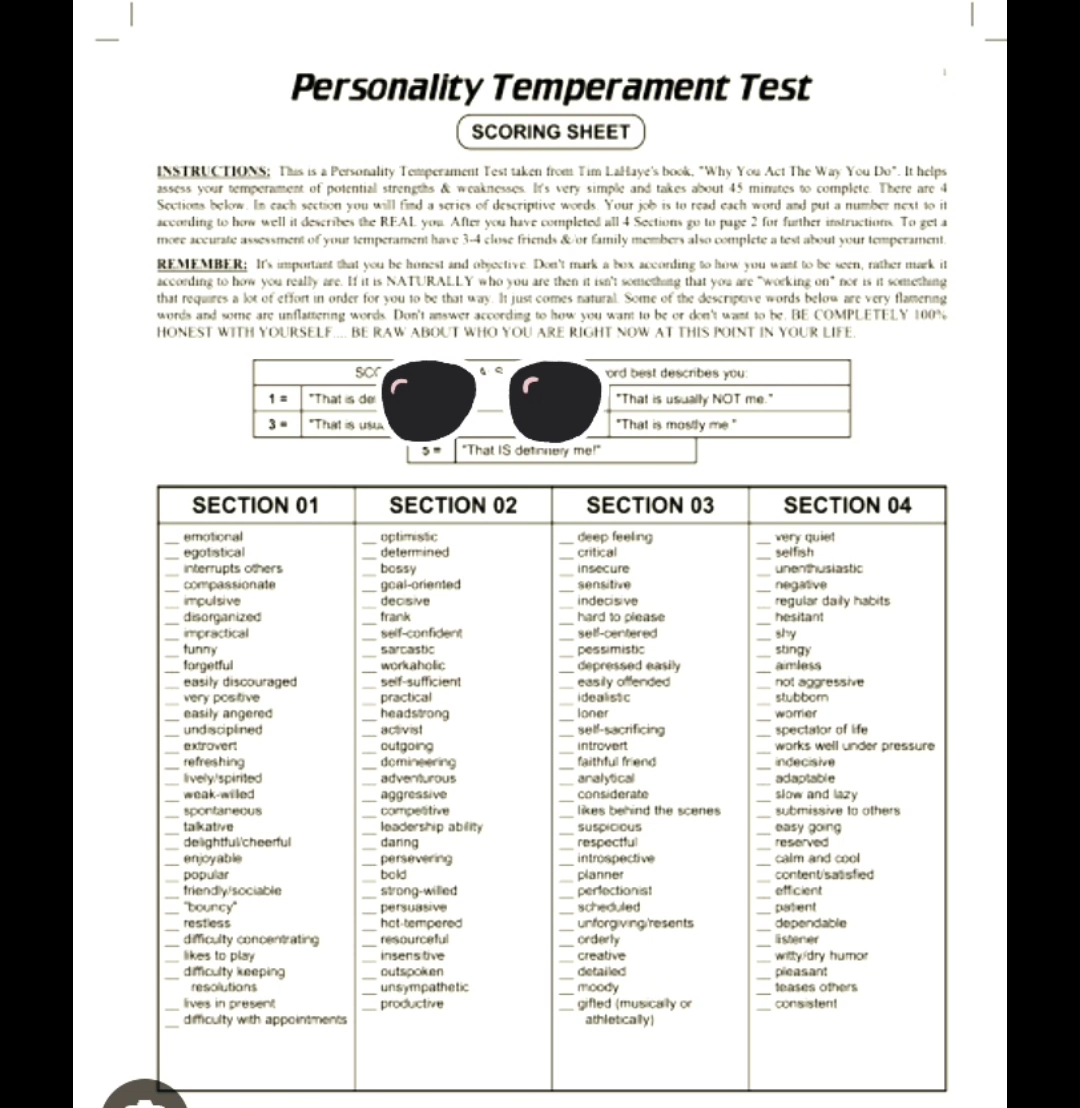 Personality Temperament Test
1
SCORING SHEET
INSTRUCTIONS: This is a Personality Temperament Test taken from Tim LaHaye's book, "Why You Act The Way You Do". It helps
assess your temperament of potential strengths & weaknesses. It's very simple and takes about 45 minutes to complete. There are 4
Sections below. In each section you will find a series of descriptive words. Your job is to read each word and put a number next to it
according to how well it describes the REAL you. After you have completed all 4 Sections go to page 2 for further instructions. To get a
more accurate assessment of your temperament have 3-4 close friends &/or family members also complete a test about your temperament.
REMEMBER: It's important that you be honest and objective. Don't mark a box according to how you want to be seen, rather mark it
according to how you really are. If it is NATURALLY who you are then it isn't something that you are "working on" nor is it something
that requires a lot of effort in order for you to be that way. It just comes natural. Some of the descriptive words below are very flattering
words and some are unflattering words. Don't answer according to how you want to be or don't want to be. BE COMPLETELY 100%
HONEST WITH YOURSELF.... BE RAW ABOUT WHO YOU ARE RIGHT NOW AT THIS POINT IN YOUR LIFE.
best describes you:
1 = "That is "That is usually NOT me."
3 = "That is "That is mostly me"
5 = "That IS definitely me!"
SECTION 01
emotional
egotistical
interrupts others
compassionate
impulsive
disorganized
impractical
funny
forgetful
easily discouraged
very positive
easily angered
undisciplined
extrovert
refreshing
lively/spirited
weak-willed
spontaneous
talkative
delightful/cheerful
enjoyable
popular
friendly/sociable
"bouncy"
restless
difficulty concentrating
likes to play
difficulty keeping
resolutions
lives in present
difficulty with appointments
SECTION 02
optimistic
determined
bossy
goal-oriented
decisive
frank
self-confident
sarcastic
workaholic
self-sufficient
practical
headstrong
activist
outgoing
domineering
adventurous
aggressive
competitive
leadership ability
daring
persevering
bold
strong-willed
persuasive
hot-tempered
resourceful
insensitive
outspoken
unsympathetic
productive
SECTION 03
deep feeling
critical
insecure
sensitive
indecisive
hard to please
self-centered
pessimistic
depressed easily
easily offended
idealistic
loner
self-sacrificing
introvert
faithful friend
analytical
considerate
likes behind the scenes
suspicious
respectful
introspective
planner
perfectionist
scheduled
unforgiving/resents
orderly
creative
detailed
moody
gifted (musically or
athletically)
SECTION 04
very quiet
selfish
unenthusiastic
negative
regular daily habits
hesitant
shy
stingy
aimless
not aggressive
stubborn
worrier
spectator of life
works well under pressure
indecisive
adaptable
slow and lazy
submissive to others
easy going
reserved
calm and cool
content/satisfied
efficient
patient
dependable
listener
witty/dry humor
pleasant
teases others
consistent